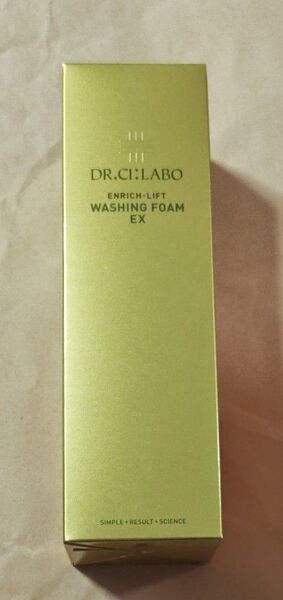 DR.CI:LABO
ENRICH-LIFT
WASHING FOAM
EX
SIMPLE + RESULT + SCIENCE